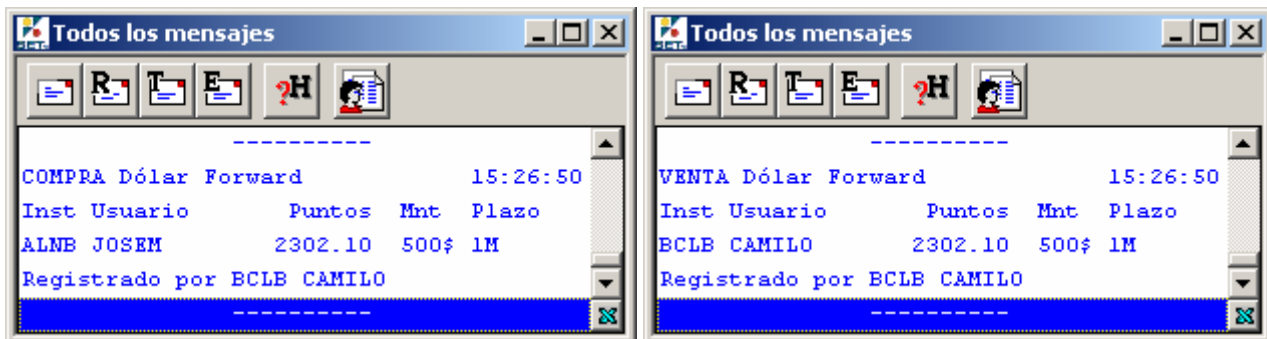 Todos los mensajes
R T E ?H
----------
COMPRA Dólar Forward 15:26:50
Inst Usuario Puntos Mnt Plazo
ALNB JOSEM 2302.10 500$ 1M
Registrado por BCLB CAMILO
----------
Todos los mensajes
R T E ?H
----------
VENTA Dólar Forward 15:26:50
Inst Usuario Puntos Mnt Plazo
BCLB CAMILO 2302.10 500$ 1M
Registrado por BCLB CAMILO
----------